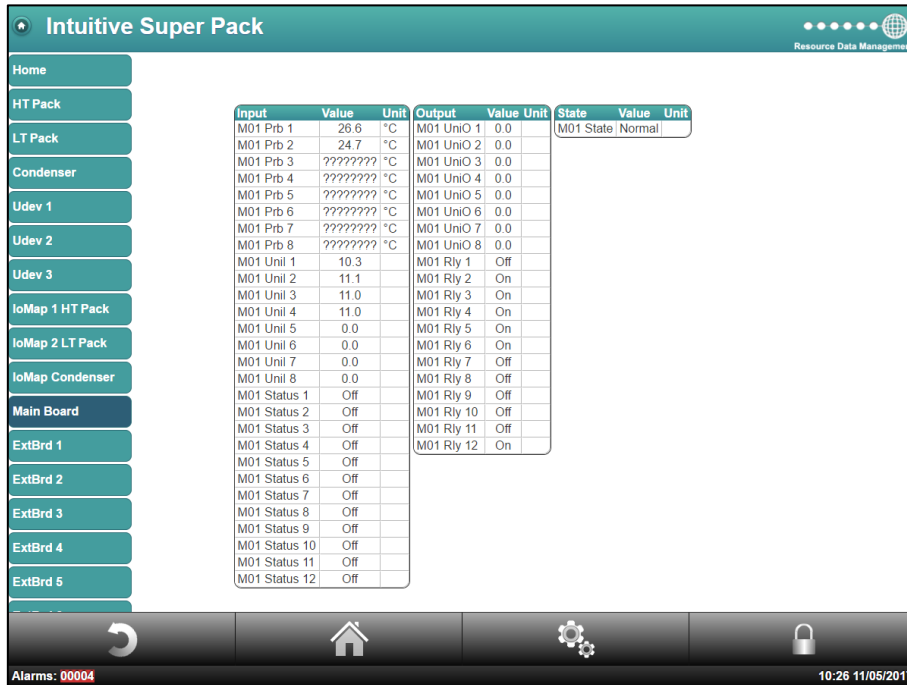 Intuitive Super Pack
Resource Data Managemen
Home
HT Pack
LT Pack
Condenser
Udev 1
Udev 2
Udev 3
IoMap 1 HT Pack
IoMap 2 LT Pack
IoMap Condenser
Main Board
ExtBrd 1
ExtBrd 2
ExtBrd 3
ExtBrd 4
ExtBrd 5
Input Value Unit
M01 Prb 1 26.6 °C
M01 Prb 2 24.7 °C
M01 Prb 3 ???????? °C
M01 Prb 4 ???????? °C
M01 Prb 5 ???????? °C
M01 Prb 6 ???????? °C
M01 Prb 7 ???????? °C
M01 Prb 8 ???????? °C
M01 UniI 1 10.3
M01 UniI 2 11.1
M01 UniI 3 11.0
M01 UniI 4 11.0
M01 UniI 5 0.0
M01 UniI 6 0.0
M01 UniI 7 0.0
M01 UniI 8 0.0
M01 Status 1 Off
M01 Status 2 Off
M01 Status 3 Off
M01 Status 4 Off
M01 Status 5 Off
M01 Status 6 Off
M01 Status 7 Off
M01 Status 8 Off
M01 Status 9 Off
M01 Status 10 Off
M01 Status 11 Off
M01 Status 12 Off
Output Value Unit
M01 UniO 1 0.0
M01 UniO 2 0.0
M01 UniO 3 0.0
M01 UniO 4 0.0
M01 UniO 5 0.0
M01 UniO 6 0.0
M01 UniO 7 0.0
M01 UniO 8 0.0
M01 Rly 1 Off
M01 Rly 2 On
M01 Rly 3 On
M01 Rly 4 On
M01 Rly 5 On
M01 Rly 6 On
M01 Rly 7 Off
M01 Rly 8 Off
M01 Rly 9 Off
M01 Rly 10 Off
M01 Rly 11 Off
M01 Rly 12 On
State Value Unit
M01 State Normal
Alarms: 00004
10:26 11/05/201